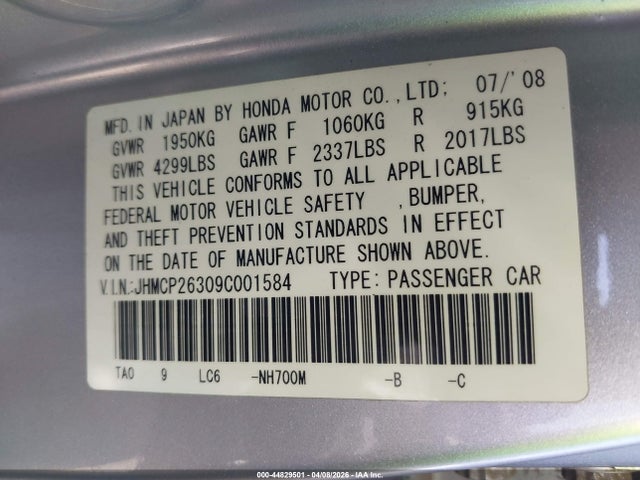 MFD. IN JAPAN BY HONDA MOTOR CO.,LTD; 07/'08
GVWR 1950KG GAWR F 1060KG R 915KG
GVWR 4299LBS GAWR F 2337LBS R 2017LBS
THIS VEHICLE CONFORMS TO ALL APPLICABLE
FEDERAL MOTOR VEHICLE SAFETY ,BUMPER,
AND THEFT PREVENTION STANDARDS IN EFFECT
ON THE DATE OF MANUFACTURE SHOWN ABOVE.
V.I.N.:JHMCP26309C001584 TYPE: PASSENGER CAR
TA0 9 LC6 -NH700M -B -C
000-44829501 - 04/08/2026 - IAA Inc.